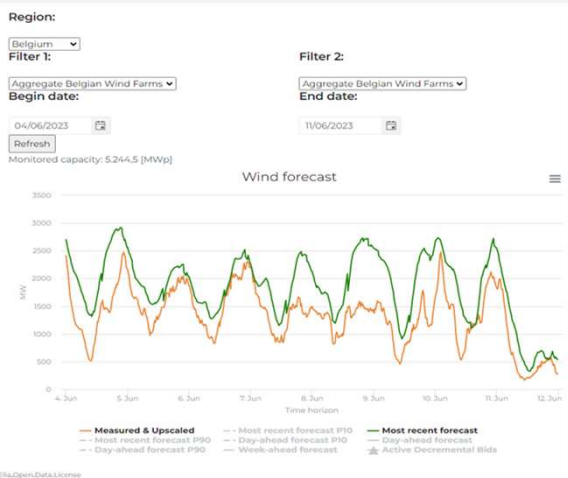 Region:
Belgium
Filter 1:
Filter 2:
Aggregate Belgian Wind Farms
Aggregate Belgian Wind Farms
Begin date:
End date:
04/06/2023
11/06/2023
Refresh
Monitored capacity: 5.244,5 [MWp]
Wind forecast
3500
3000
2500
2000
1500
1000
500
0
MW
4. Jun
5. Jun
6. Jun
7. Jun
8. Jun
9. Jun
10. Jun
11. Jun
12. Jun
Time horizon
Measured & Upscaled
Most recent forecast P10
Most recent forecast
Most recent forecast P90
Day-ahead forecast P10
Day-ahead forecast
Day-ahead forecast P90
Week-ahead forecast
Active Decremental Bids
Elia.Open.Data.License